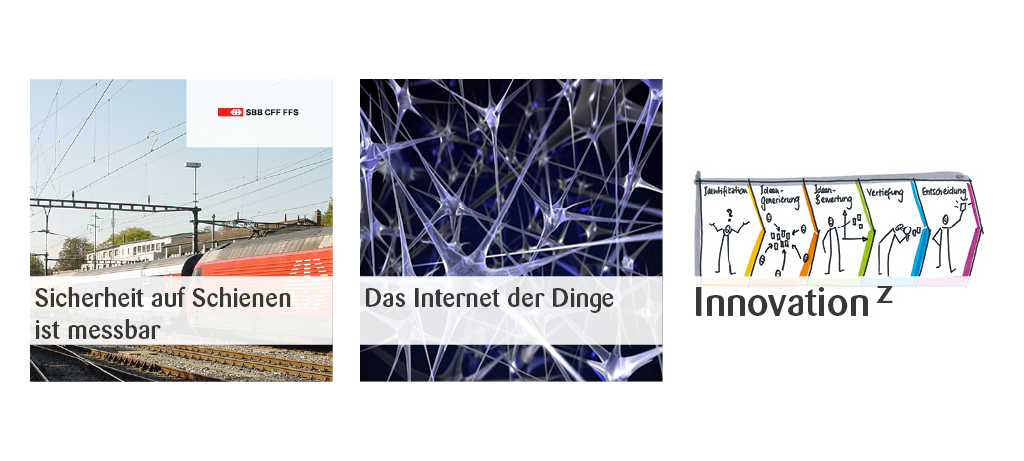 SBB CFF FFS
Sicherheit auf Schienen
ist messbar
Das Internet der Dinge
Identifikation
Ideen-
generierung
Ideen-
Bewertung
Vertiefung
Entscheidung
?
Innovation Z